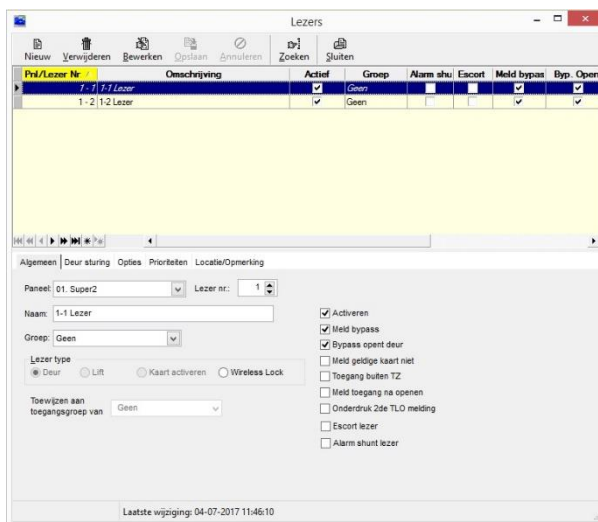 Lezers
Nieuw Verwijderen Bewerken Opslaan Annuleren Zoeken Sluiten
Pnl/Lezer Nr Omschrijving Actief Groep Alarm shu Escort Meld bypas Byp. Open
1 - 1 1-1 Lezer Geen
1 - 2 1-2 Lezer Geen
Algemeen Deur sturing Opties Prioriteiten Locatie/Opmerking
Paneel: 01. Super2 Lezer nr.: 1
Naam: 1-1 Lezer
Groep: Geen
Lezer type
Deur Lift Kaart activeren Wireless Lock
Toewijzen aan
toegangsgroep van Geen
Activeren
Meld bypass
Bypass opent deur
Meld geldige kaart niet
Toegang buiten TZ
Meld toegang na openen
Onderdruk 2de TLO melding
Escort lezer
Alarm shunt lezer
Laatste wijziging: 04-07-2017 11:46:10